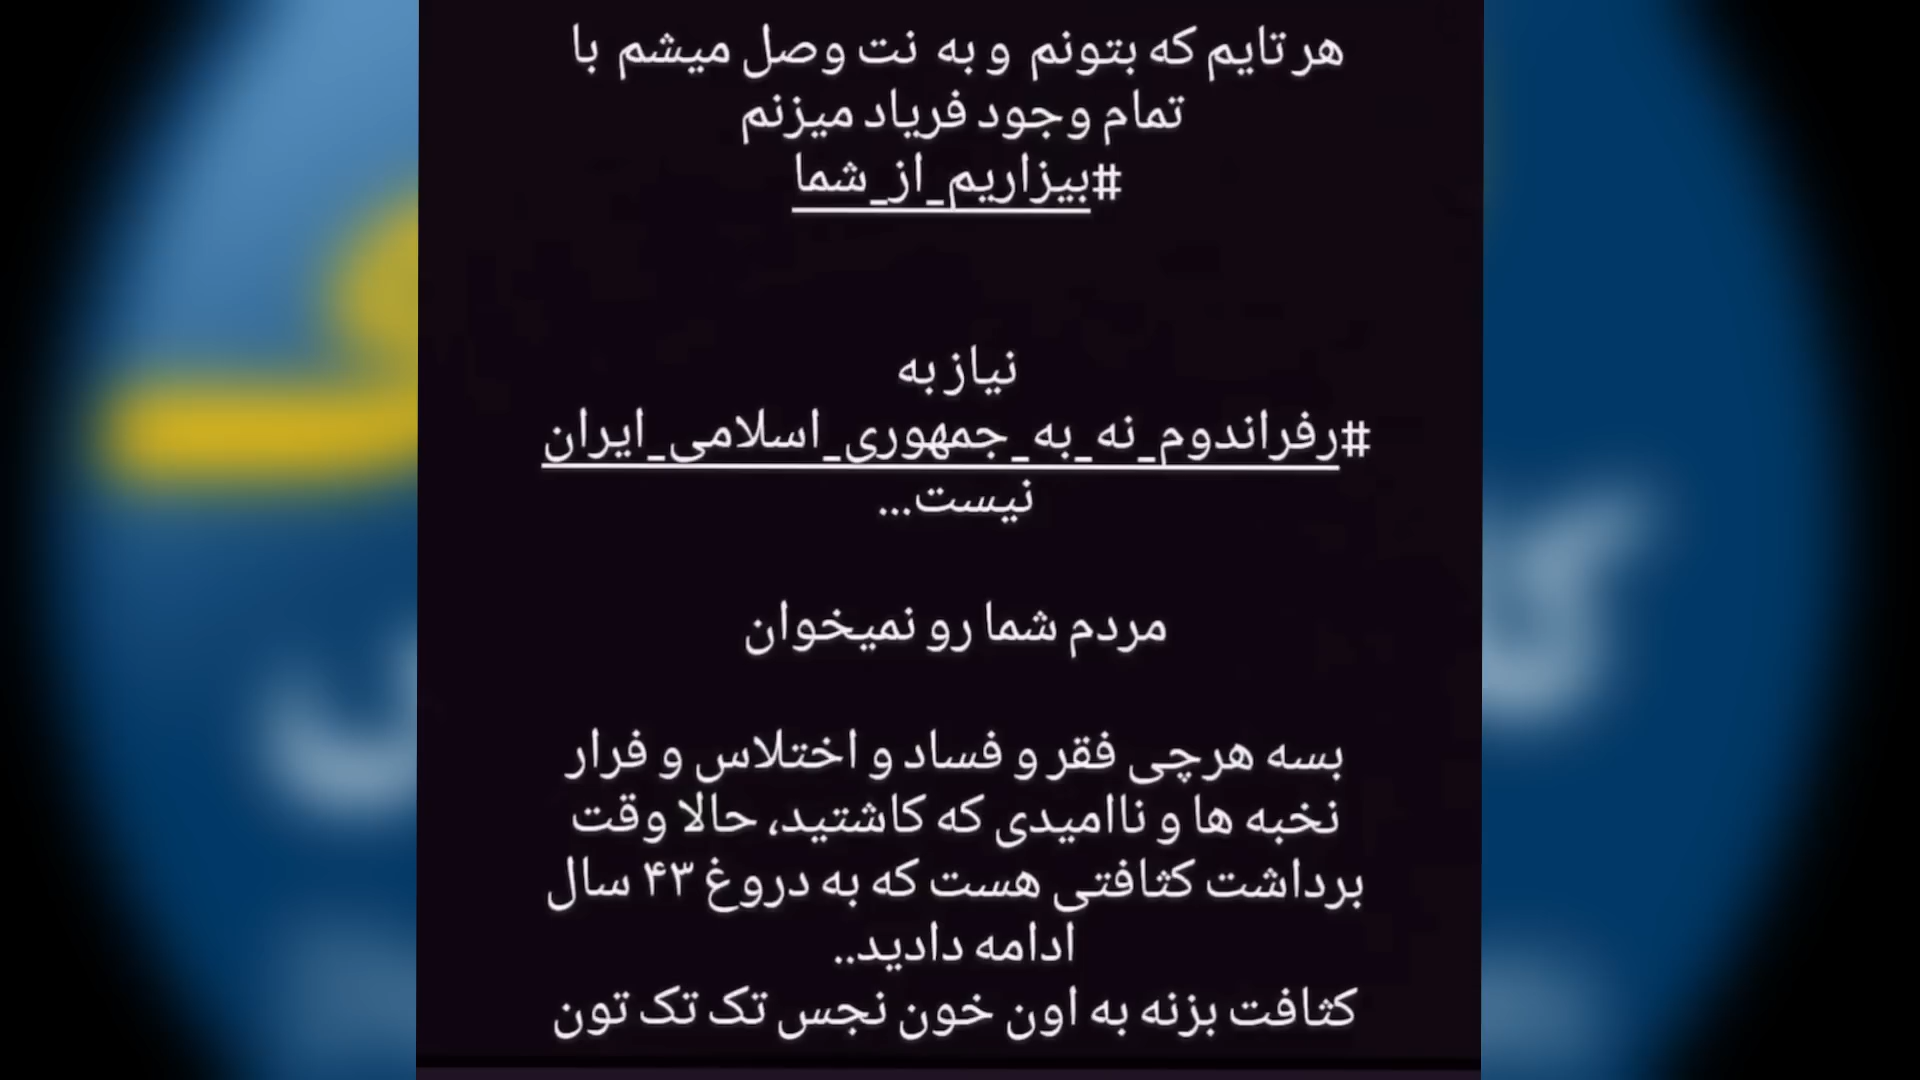 هر تایم که بتونم و به نت وصل میشم با
تمام وجود فریاد میزنم
#بیزاریم_از_شما
نیاز به
#رفراندوم_نه_به_جمهوری_اسلامی_ایران
نیست...
مردم شما رو نمیخوان
بسه هرچی فقر و فساد و اختلاس و فرار
نخبه ها و ناامیدی که کاشتید، حالا وقت
برداشت کثافتی هست که به دروغ ۴۳ سال
ادامه دادید..
کثافت بزنه به اون خون نجس تک تک تون